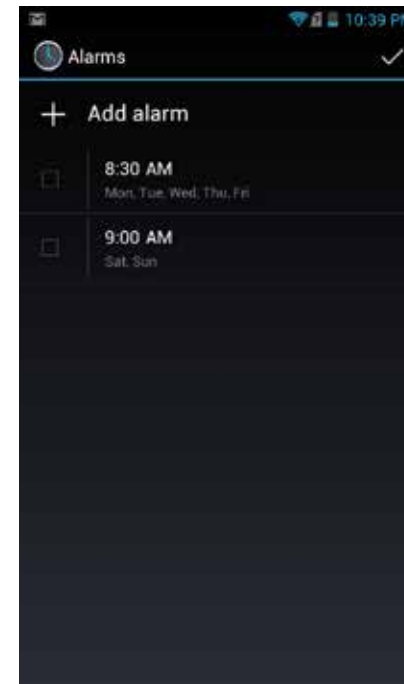 10:39 PM
Alarms
Add alarm
8:30 AM
Mon, Tue, Wed, Thu, Fri
9:00 AM
Sat, Sun